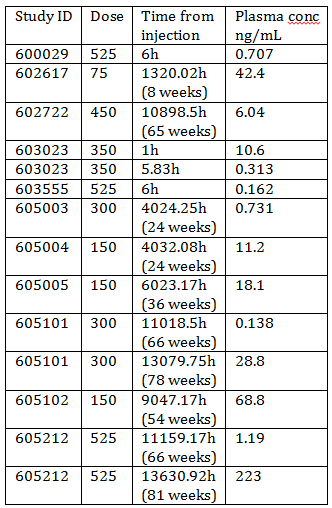 Study ID Dose Time from injection Plasma conc ng/mL
600029 525 6h 0.707
602617 75 1320.02h (8 weeks) 42.4
602722 450 10898.5h (65 weeks) 6.04
603023 350 1h 10.6
603023 350 5.83h 0.313
603555 525 6h 0.162
605003 300 4024.25h (24 weeks) 0.731
605004 150 4032.08h (24 weeks) 11.2
605005 150 6023.17h (36 weeks) 18.1
605101 300 11018.5h (66 weeks) 0.138
605101 300 13079.75h (78 weeks) 28.8
605102 150 9047.17h (54 weeks) 68.8
605212 525 11159.17h (66 weeks) 1.19
605212 525 13630.92h (81 weeks) 223